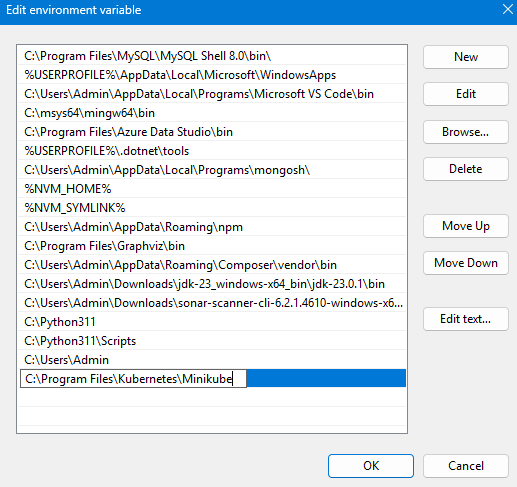 Edit environment variable
C:\Program Files\MySQL\MySQL Shell 8.0\bin\
%USERPROFILE%\AppData\Local\Microsoft\WindowsApps
C:\Users\Admin\AppData\Local\Programs\Microsoft VS Code\bin
C:\msys64\mingw64\bin
C:\Program Files\Azure Data Studio\bin
%USERPROFILE%\.dotnet\tools
C:\Users\Admin\AppData\Local\Programs\mongosh\
%NVM_HOME%
%NVM_SYMLINK%
C:\Users\Admin\AppData\Roaming\npm
C:\Program Files\Graphviz\bin
C:\Users\Admin\AppData\Roaming\Composer\vendor\bin
C:\Users\Admin\Downloads\jdk-23_windows-x64_bin\jdk-23.0.1\bin
C:\Users\Admin\Downloads\sonar-scanner-cli-6.2.1.4610-windows-x6...
C:\Python311
C:\Python311\Scripts
C:\Users\Admin
C:\Program Files\Kubernetes\Minikube
New
Edit
Browse...
Delete
Move Up
Move Down
Edit text...
OK
Cancel